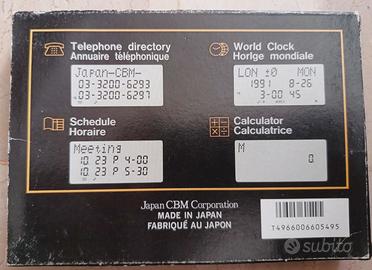 Telephone directory
Annuaire téléphonique
Japan-CBM-
03-3200-6293
03-3200-6297
World Clock
Horlge mondiale
LON ±0 MON
1991 8-26
3-00 45
Schedule
Horaire
Meeting
10 23 P 4-00
10 23 P 5-30
Calculator
Calculatrice
M
0
Japan CBM Corporation
MADE IN JAPAN
FABRIQUÉ AU JAPON
T4966006605495
subito